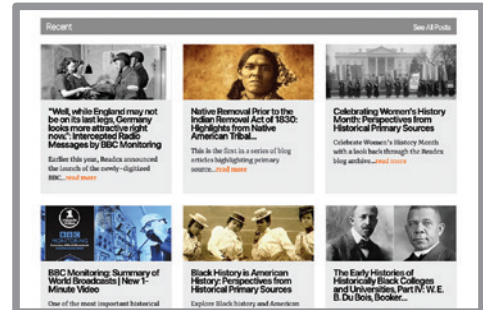 Recent
See All Posts
"Well, while England may not
be on its last legs, Germany
looks more attractive right
now.": Intercepted Radio
Messages by BBC Monitoring
Earlier this year, Readex announced
the launch of the newly-digitized
BBC...read more
Native Removal Prior to the
Indian Removal Act of 1830:
Highlights from Native
American Tribal...
This is the first in a series of blog
articles highlighting primary
source...read more
Celebrating Women's History
Month: Perspectives from
Historical Primary Sources
Celebrate Women's History Month
with a look back through the Readex
blog archive...read more
BBC
MONITORING
BBC Monitoring: Summary of
World Broadcasts | New 1-
Minute Video
One of the most important historical
Black History is American
History: Perspectives from
Historical Primary Sources
Explore Black history and American
The Early Histories of
Historically Black Colleges
and Universities, Part IV: W. E.
B. Du Bois, Booker...